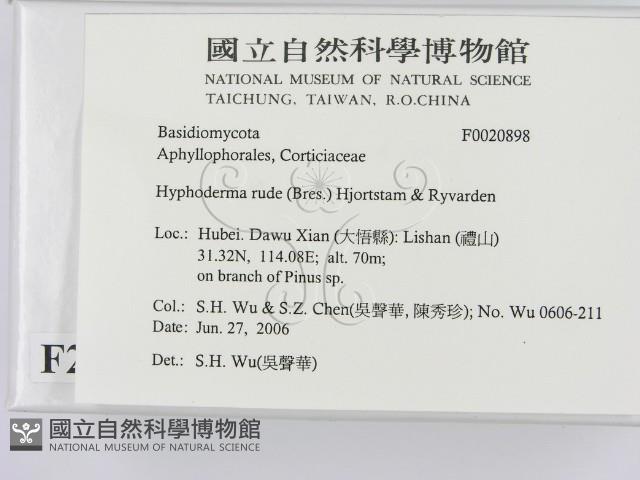 國立自然科學博物館
NATIONAL MUSEUM OF NATURAL SCIENCE
TAICHUNG, TAIWAN, R.O.CHINA
Basidiomycota F0020898
Aphyllophorales, Corticiaceae
Hyphoderma rude (Bres.) Hjortstam & Ryvarden
Loc.: Hubei. Dawu Xian (大悟縣): Lishan (禮山)
31.32N, 114.08E; alt. 70m;
on branch of Pinus sp.
Col.: S.H. Wu & S.Z. Chen(吳聲華, 陳秀珍); No. Wu 0606-211
Date: Jun. 27, 2006
Det.: S.H. Wu(吳聲華)
F2
國立自然科學博物館
NATIONAL MUSEUM OF NATURAL SCIENCE